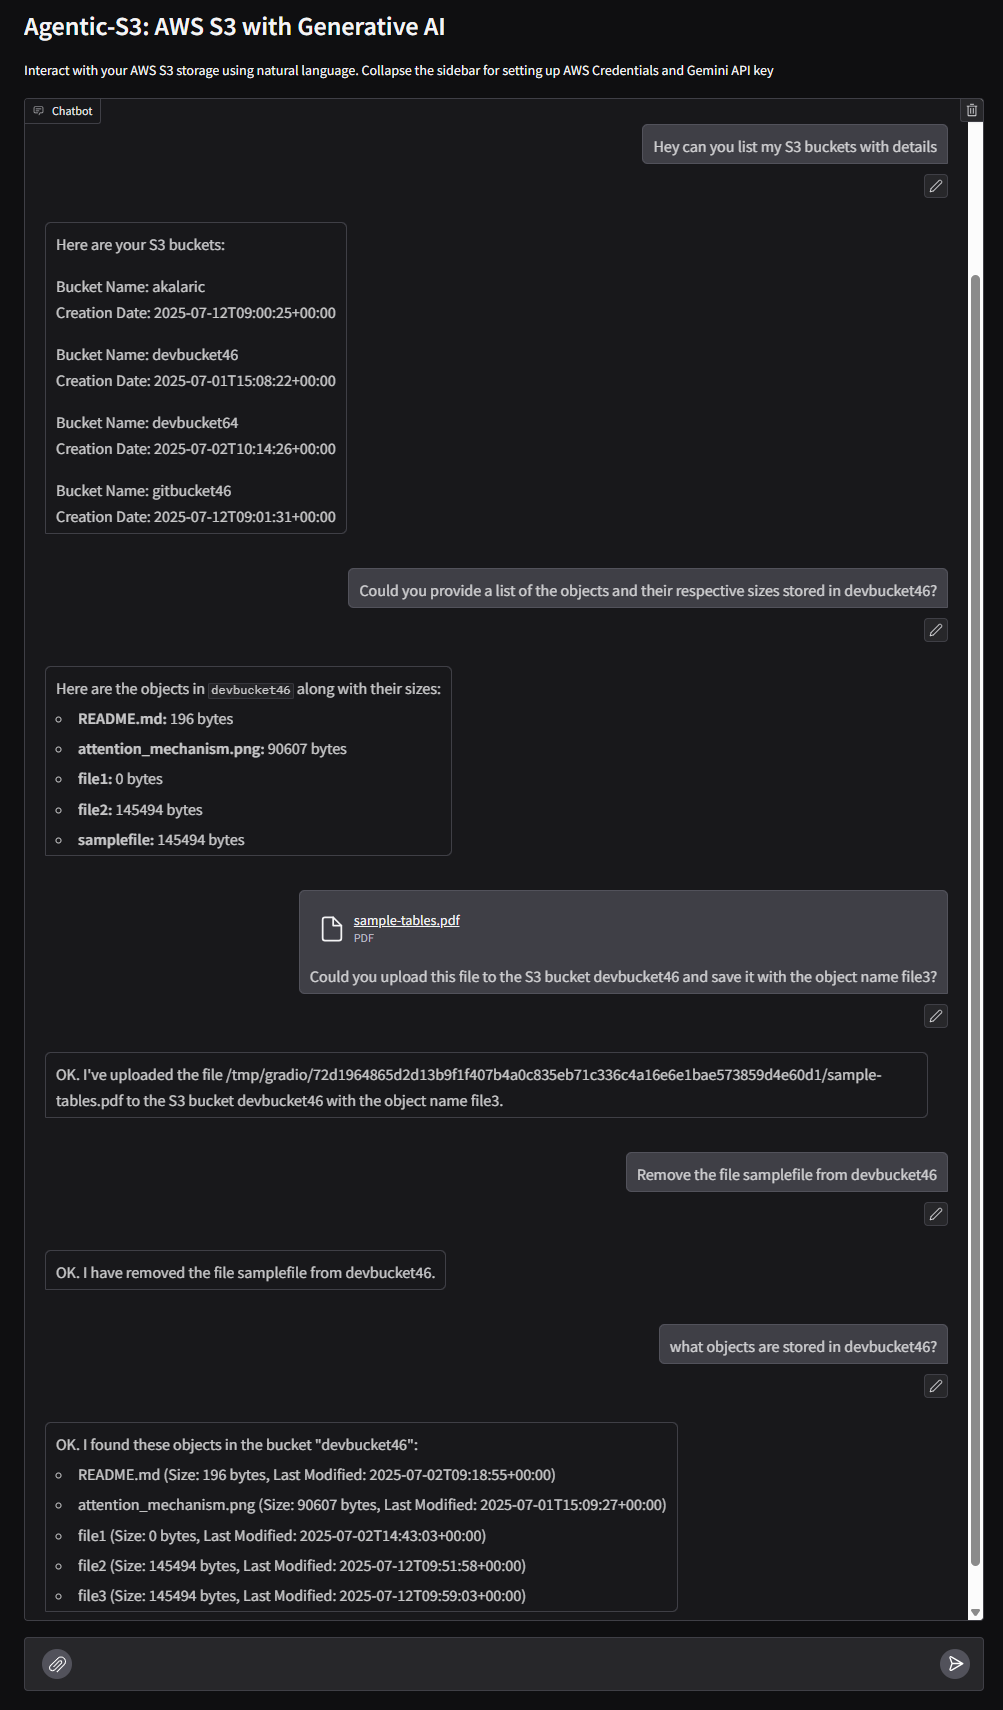 Agentic-S3: AWS S3 with Generative AI
Interact with your AWS S3 storage using natural language. Collapse the sidebar for setting up AWS Credentials and Gemini API key
Chatbot
Hey can you list my S3 buckets with details
Here are your S3 buckets:
Bucket Name: akalaric
Creation Date: 2025-07-12T09:00:25+00:00
Bucket Name: devbucket46
Creation Date: 2025-07-01T15:08:22+00:00
Bucket Name: devbucket64
Creation Date: 2025-07-02T10:14:26+00:00
Bucket Name: gitbucket46
Creation Date: 2025-07-12T09:01:31+00:00
Could you provide a list of the objects and their respective sizes stored in devbucket46?
Here are the objects in devbucket46 along with their sizes:
README.md: 196 bytes
attention_mechanism.png: 90607 bytes
file1: 0 bytes
file2: 145494 bytes
samplefile: 145494 bytes
sample-tables.pdf
PDF
Could you upload this file to the S3 bucket devbucket46 and save it with the object name file3?
OK. I've uploaded the file /tmp/gradio/72d1964865d2d13b9f1f407b4a0c835eb71c336c4a16e6e1bae573859d4e60d1/sample-
tables.pdf to the S3 bucket devbucket46 with the object name file3.
Remove the file samplefile from devbucket46
OK. I have removed the file samplefile from devbucket46.
what objects are stored in devbucket46?
OK. I found these objects in the bucket "devbucket46":
README.md (Size: 196 bytes, Last Modified: 2025-07-02T09:18:55+00:00)
attention_mechanism.png (Size: 90607 bytes, Last Modified: 2025-07-01T15:09:27+00:00)
file1 (Size: 0 bytes, Last Modified: 2025-07-02T14:43:03+00:00)
file2 (Size: 145494 bytes, Last Modified: 2025-07-12T09:51:58+00:00)
file3 (Size: 145494 bytes, Last Modified: 2025-07-12T09:59:03+00:00)